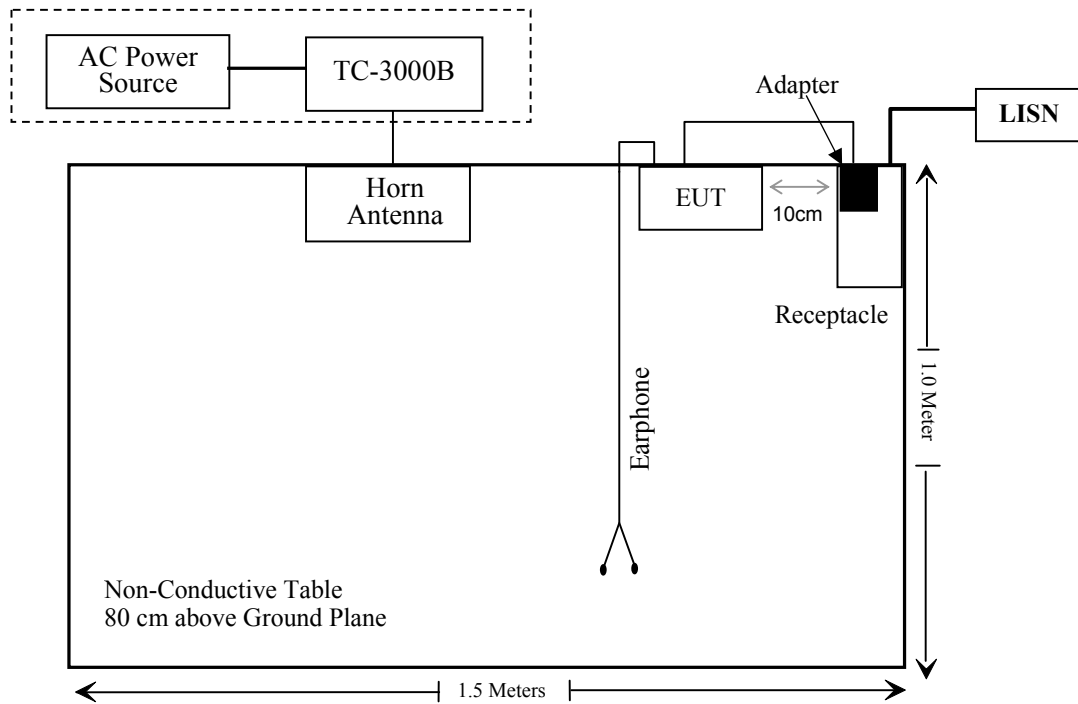 AC Power
Source
TC-3000B
Adapter
LISN
Horn
Antenna
EUT
10cm
Receptacle
1.0 Meter
Earphone
Non-Conductive Table
80 cm above Ground Plane
1.5 Meters